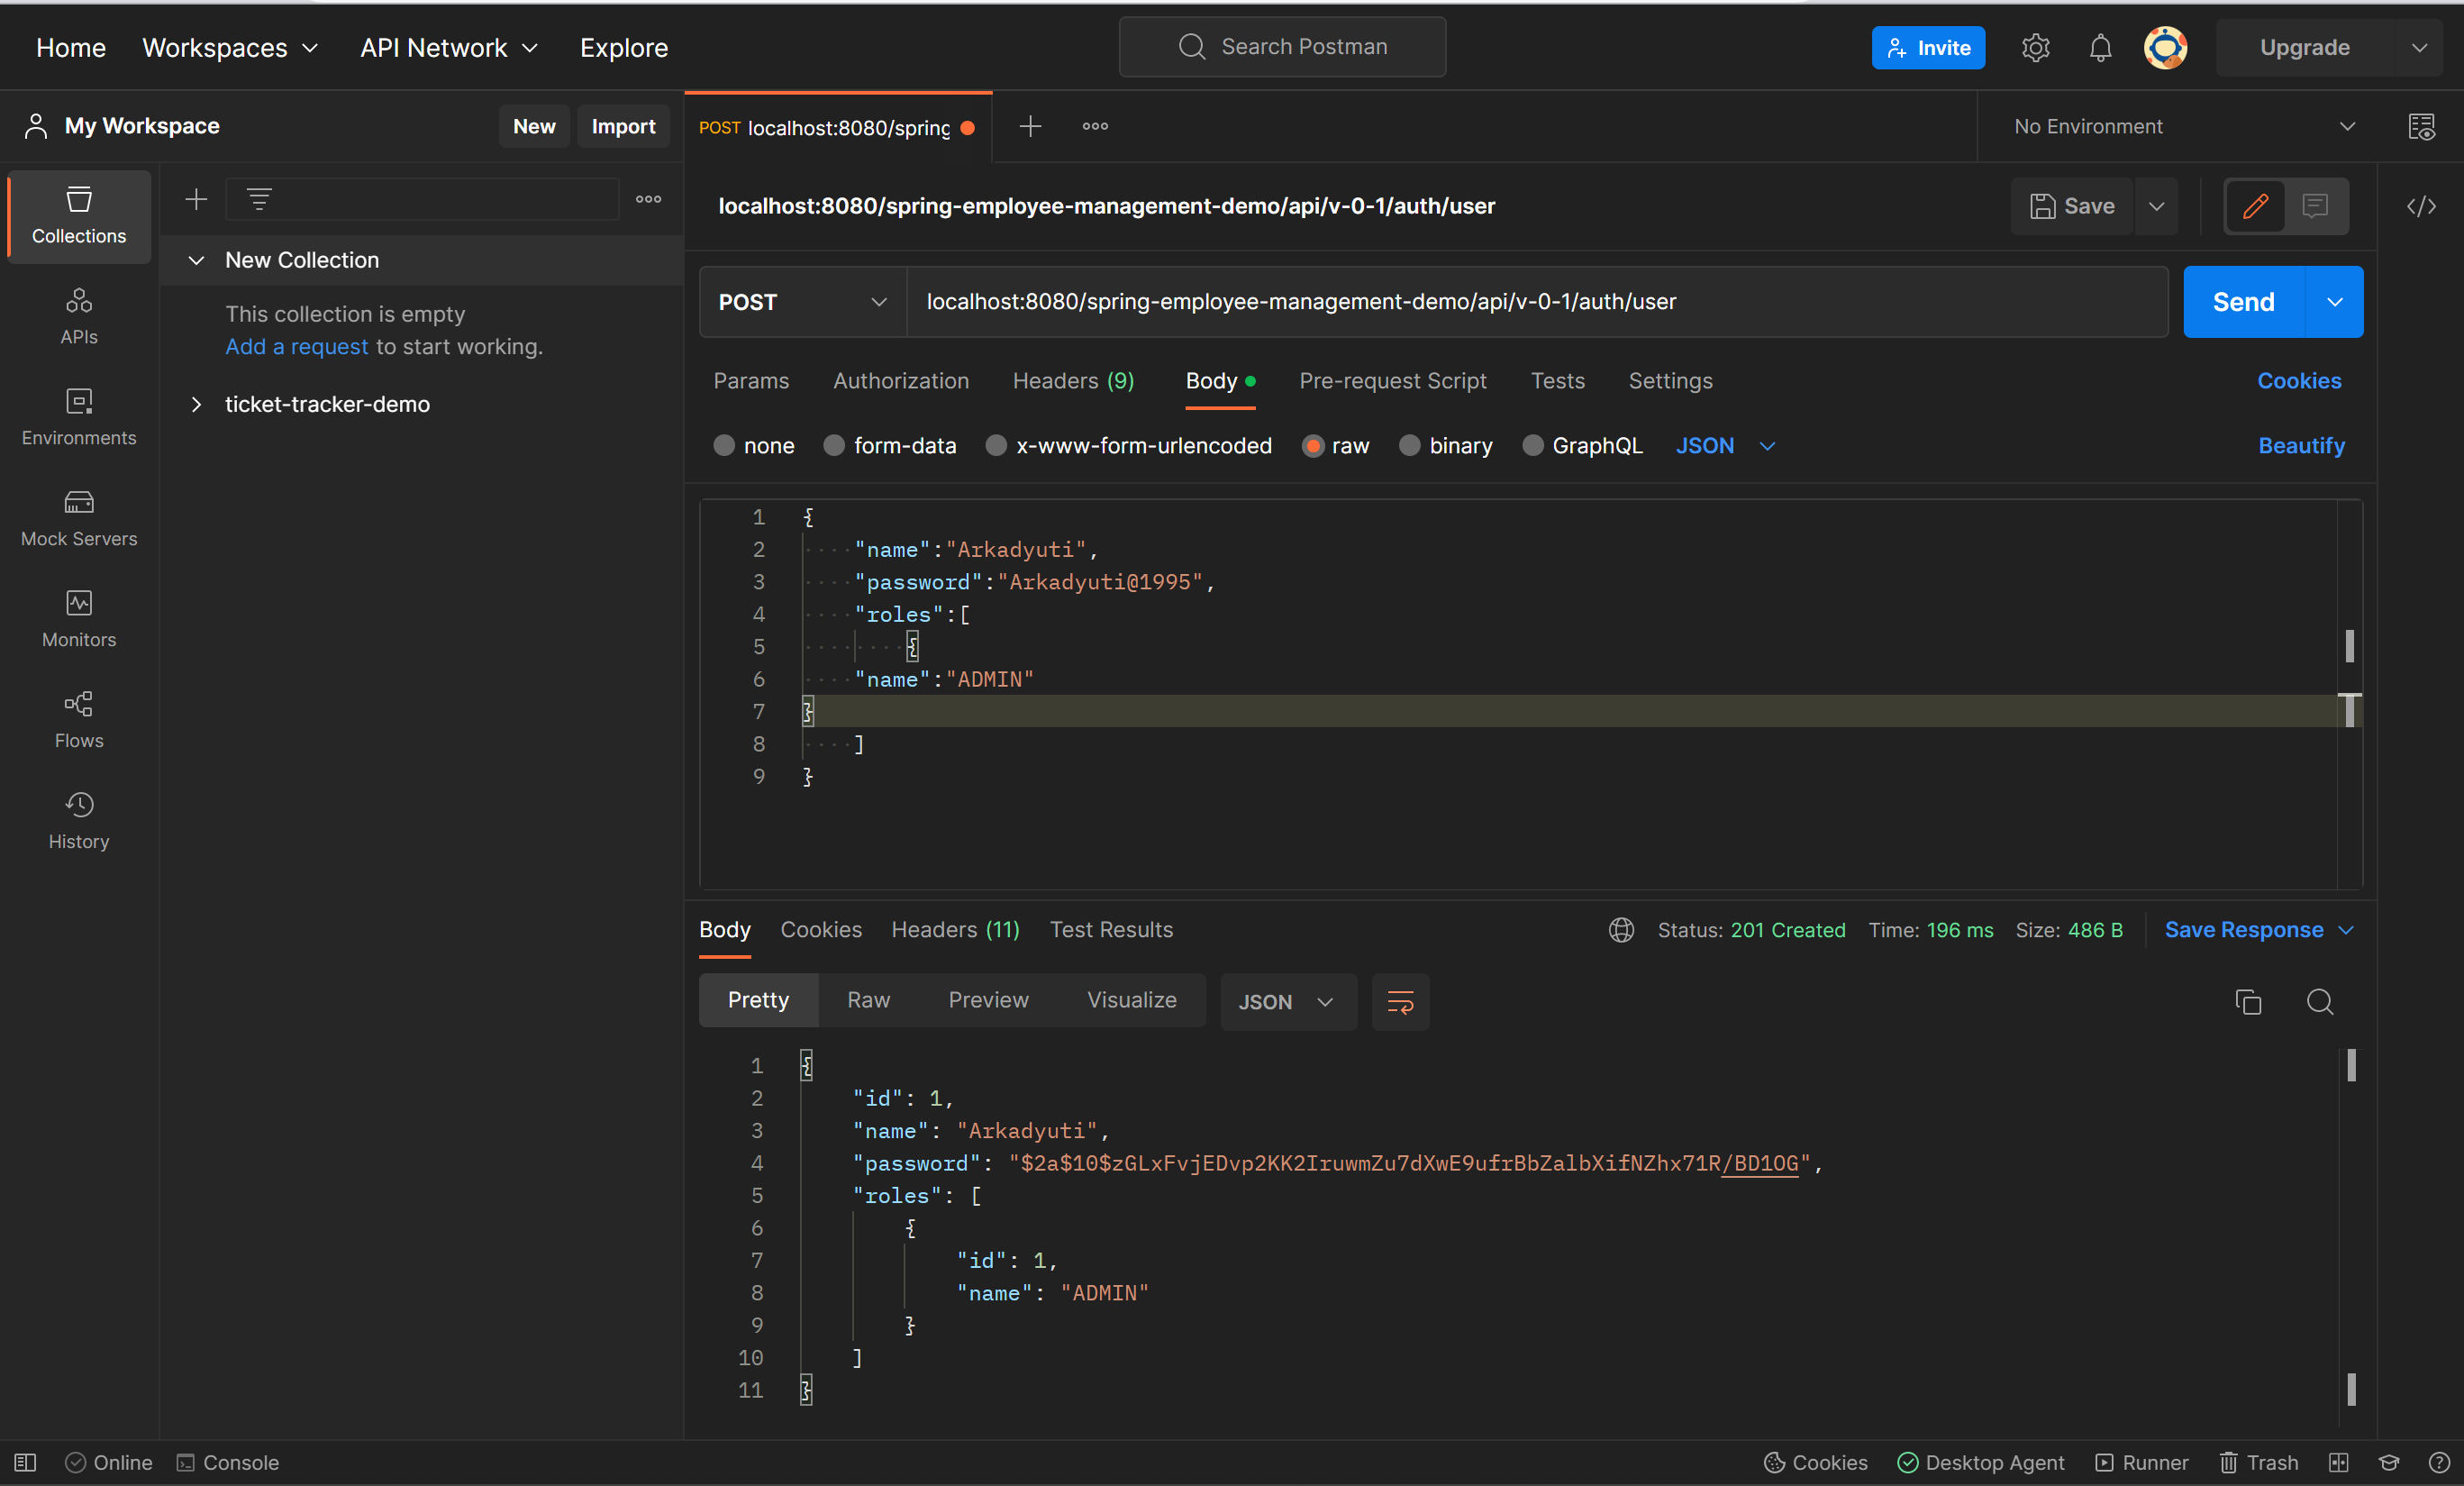 Home Workspaces API Network Explore Search Postman Invite Upgrade
My Workspace New Import POST localhost:8080/spring No Environment
Collections
APIs
Environments
Mock Servers
Monitors
Flows
History
New Collection
This collection is empty
Add a request to start working.
ticket-tracker-demo
localhost:8080/spring-employee-management-demo/api/v-0-1/auth/user Save
POST localhost:8080/spring-employee-management-demo/api/v-0-1/auth/user Send
Params Authorization Headers (9) Body Pre-request Script Tests Settings Cookies
none form-data x-www-form-urlencoded raw binary GraphQL JSON Beautify
1 {
2 "name":"Arkadyuti",
3 "password":"Arkadyuti@1995",
4 "roles":[
5 {
6 "name":"ADMIN"
7 }
8 ]
9 }
Body Cookies Headers (11) Test Results Status: 201 Created Time: 196 ms Size: 486 B Save Response
Pretty Raw Preview Visualize JSON
1 {
2 "id": 1,
3 "name": "Arkadyuti",
4 "password": "$2a$10$zGLxFvjEDvp2KK2IruwmZu7dXwE9ufrBbZalbXifNZhx71R/BD1OG",
5 "roles": [
6 {
7 "id": 1,
8 "name": "ADMIN"
9 }
10 ]
11 }
Online Console Cookies Desktop Agent Runner Trash